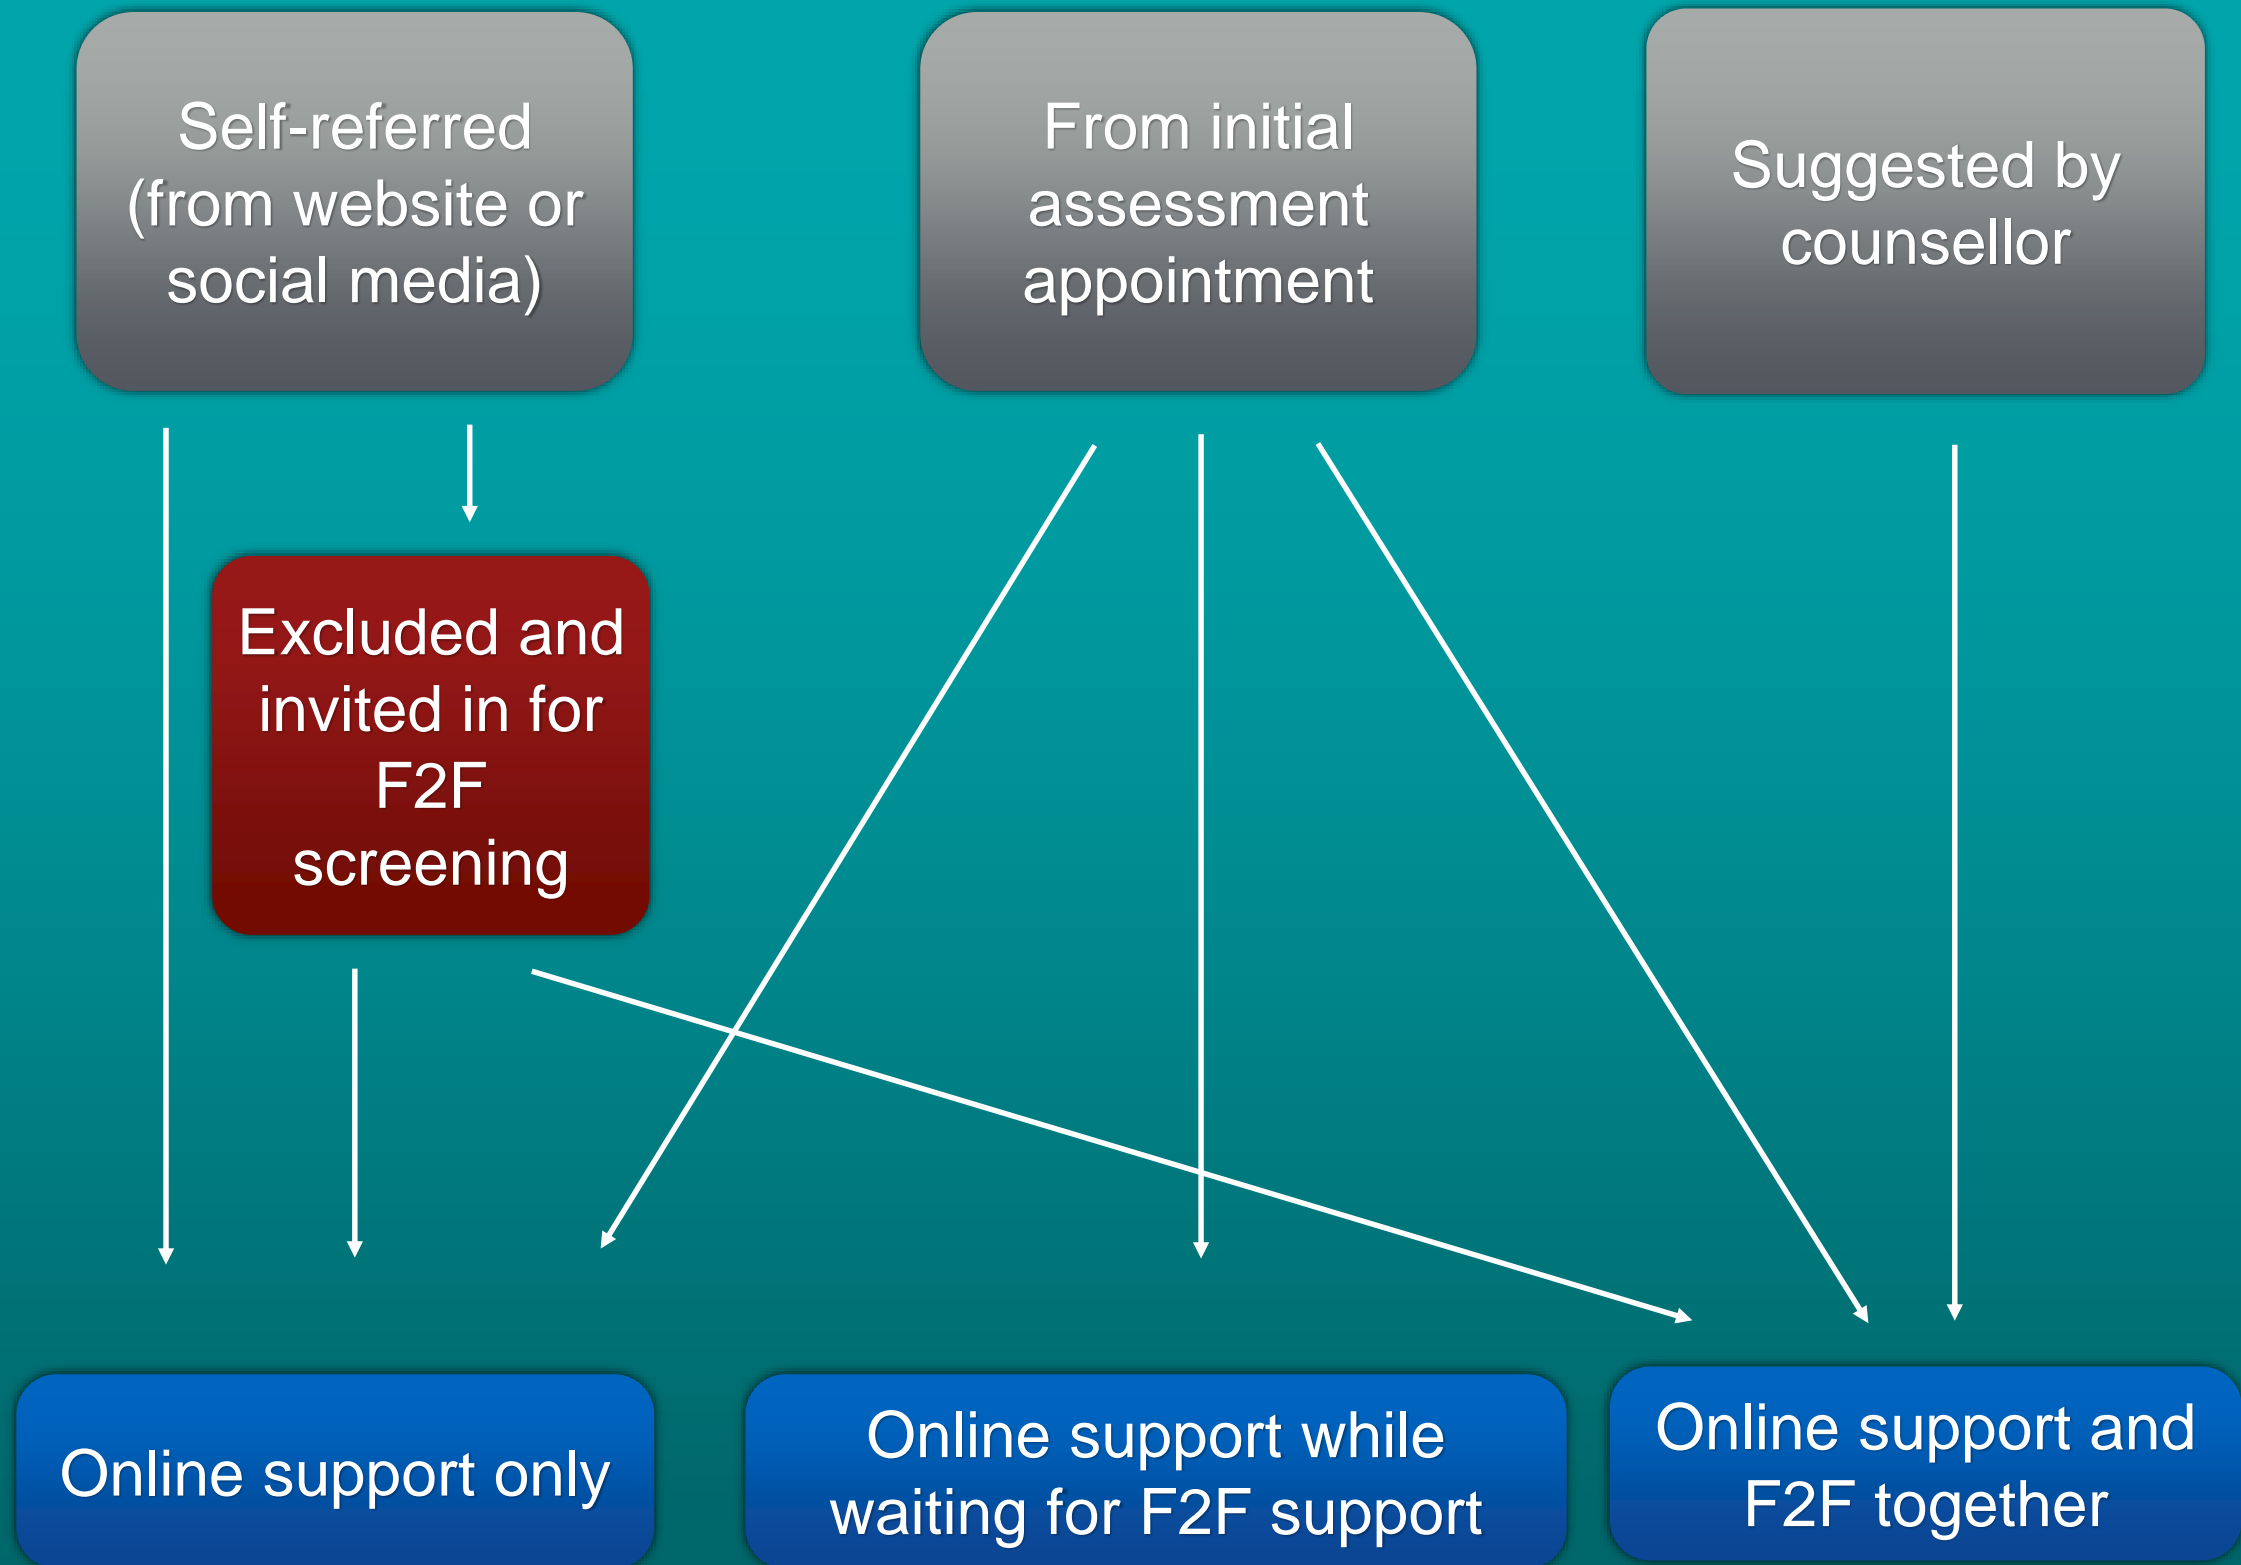 Self-referred
(from website or
social media)
From initial
assessment
appointment
Suggested by
counsellor
Excluded and
invited in for
F2F
screening
Online support only
Online support while
waiting for F2F support
Online support and
F2F together